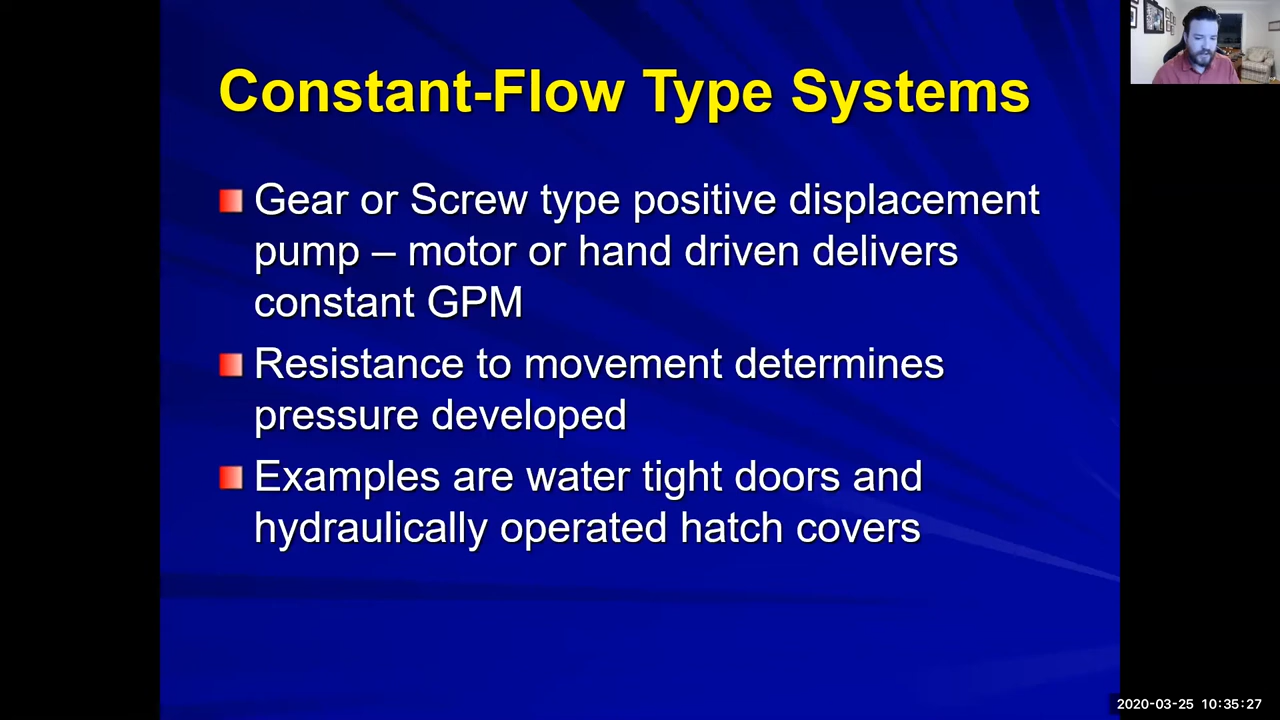 Constant-Flow Type Systems
Gear or Screw type positive displacement
pump – motor or hand driven delivers
constant GPM
Resistance to movement determines
pressure developed
Examples are water tight doors and
hydraulically operated hatch covers
2020-03-25 10:35:27